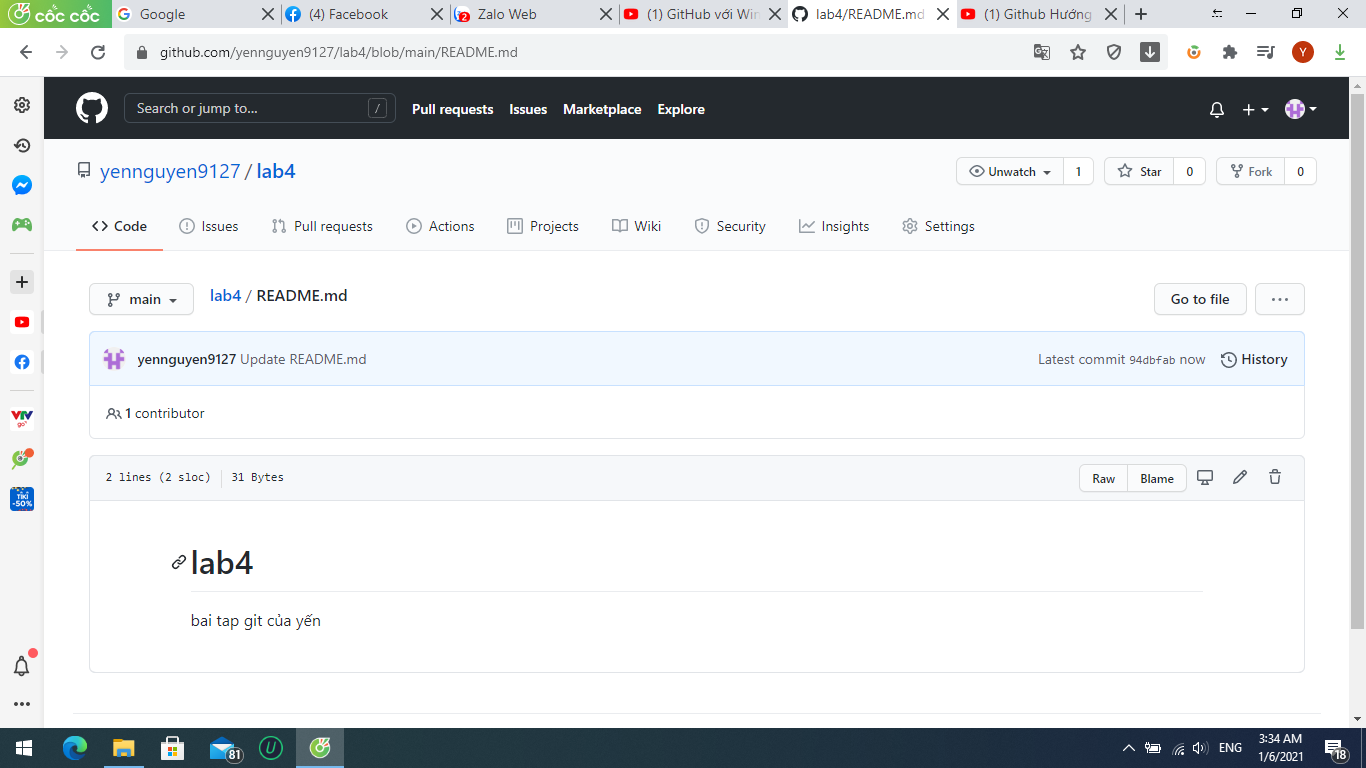 CỐC CỐC
Google
(4) Facebook
2
Zalo Web
(1) GitHub với Win
lab4/README.md
(1) Github Hướng
github.com/yennguyen9127/lab4/blob/main/README.md
Y
Search or jump to...
/
Pull requests
Issues
Marketplace
Explore
yennguyen9127 / lab4
Unwatch
1
Star
0
Fork
0
Code
Issues
Pull requests
Actions
Projects
Wiki
Security
Insights
Settings
main
lab4 / README.md
Go to file
yennguyen9127 Update README.md
Latest commit 94dbfab now
History
1 contributor
2 lines (2 sloc)
31 Bytes
Raw
Blame
lab4
bai tap git của yến
VTV
go
TIKI
-50%
81
ENG
3:34 AM
1/6/2021
18